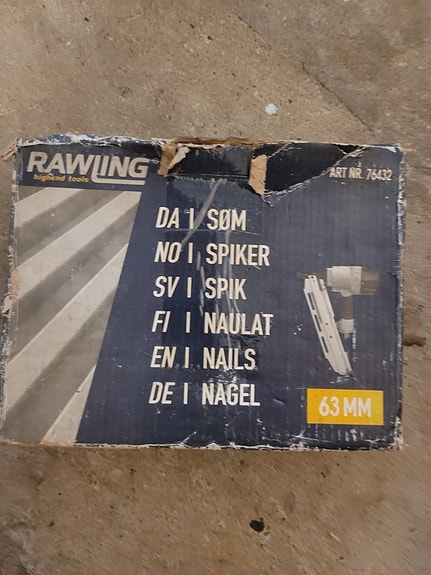 RAWLING®
highend tools
ART NR. 76432
DA | SØM
NO | SPIKER
SV | SPIK
FI | NAULAT
EN | NAILS
DE | NAGEL
63 MM